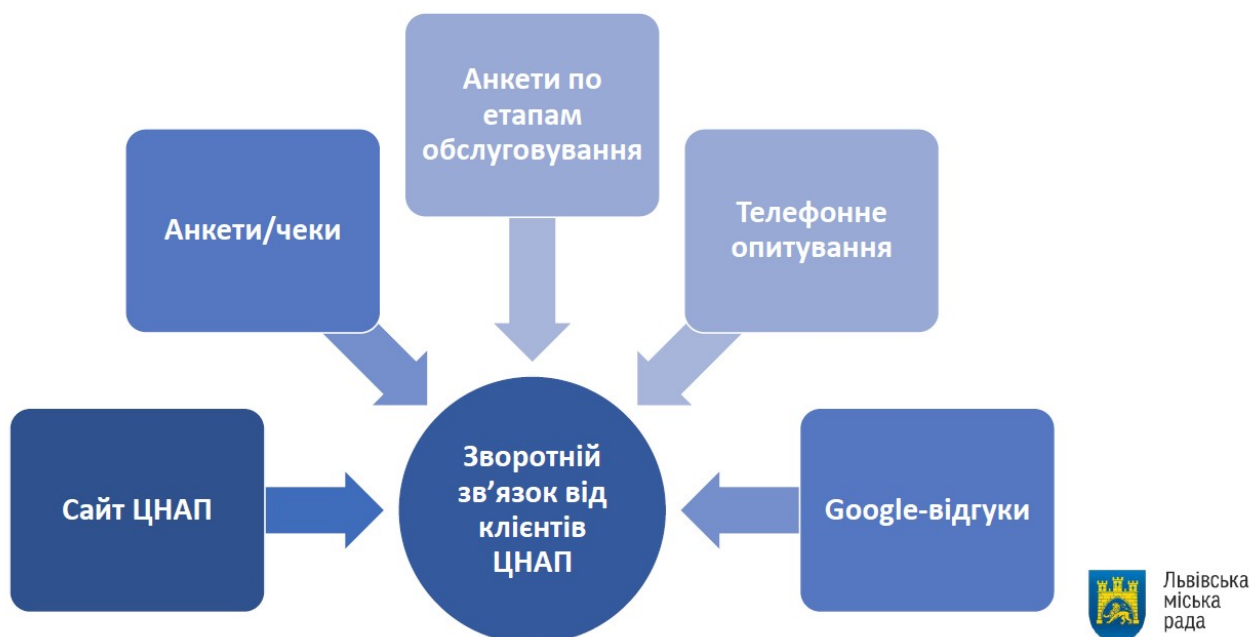 Анкети по
етапам
обслуговування
Анкети/чеки
Телефонне
опитування
Сайт ЦНАП
Зворотній
зв’язок від
клієнтів
ЦНАП
Google-відгуки
Львівська
міська
рада